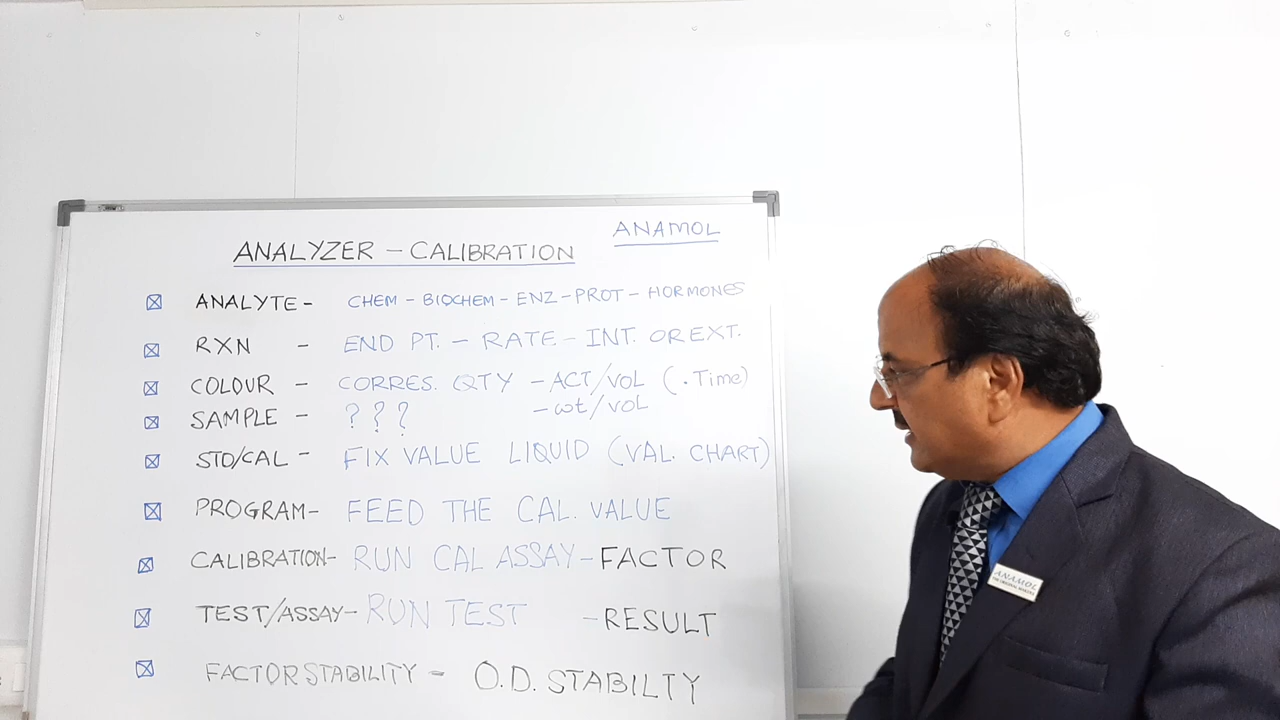 ANAMOL
ANALYZER - CALIBRATION
ANALYTE - CHEM - BIOCHEM - ENZ - PROT - HORMONES
RXN - END PT. - RATE - INT. OR EXT.
COLOUR - CORRES. QTY - ACT/VOL (. Time)
- wt/VOL
SAMPLE - ? ? ?
STD/CAL - FIX VALUE LIQUID (VAL. CHART)
PROGRAM - FEED THE CAL. VALUE
CALIBRATION - RUN CAL ASSAY - FACTOR
TEST/ASSAY - RUN TEST - RESULT
FACTOR STABILITY - O.D. STABILTY
ANAMOL